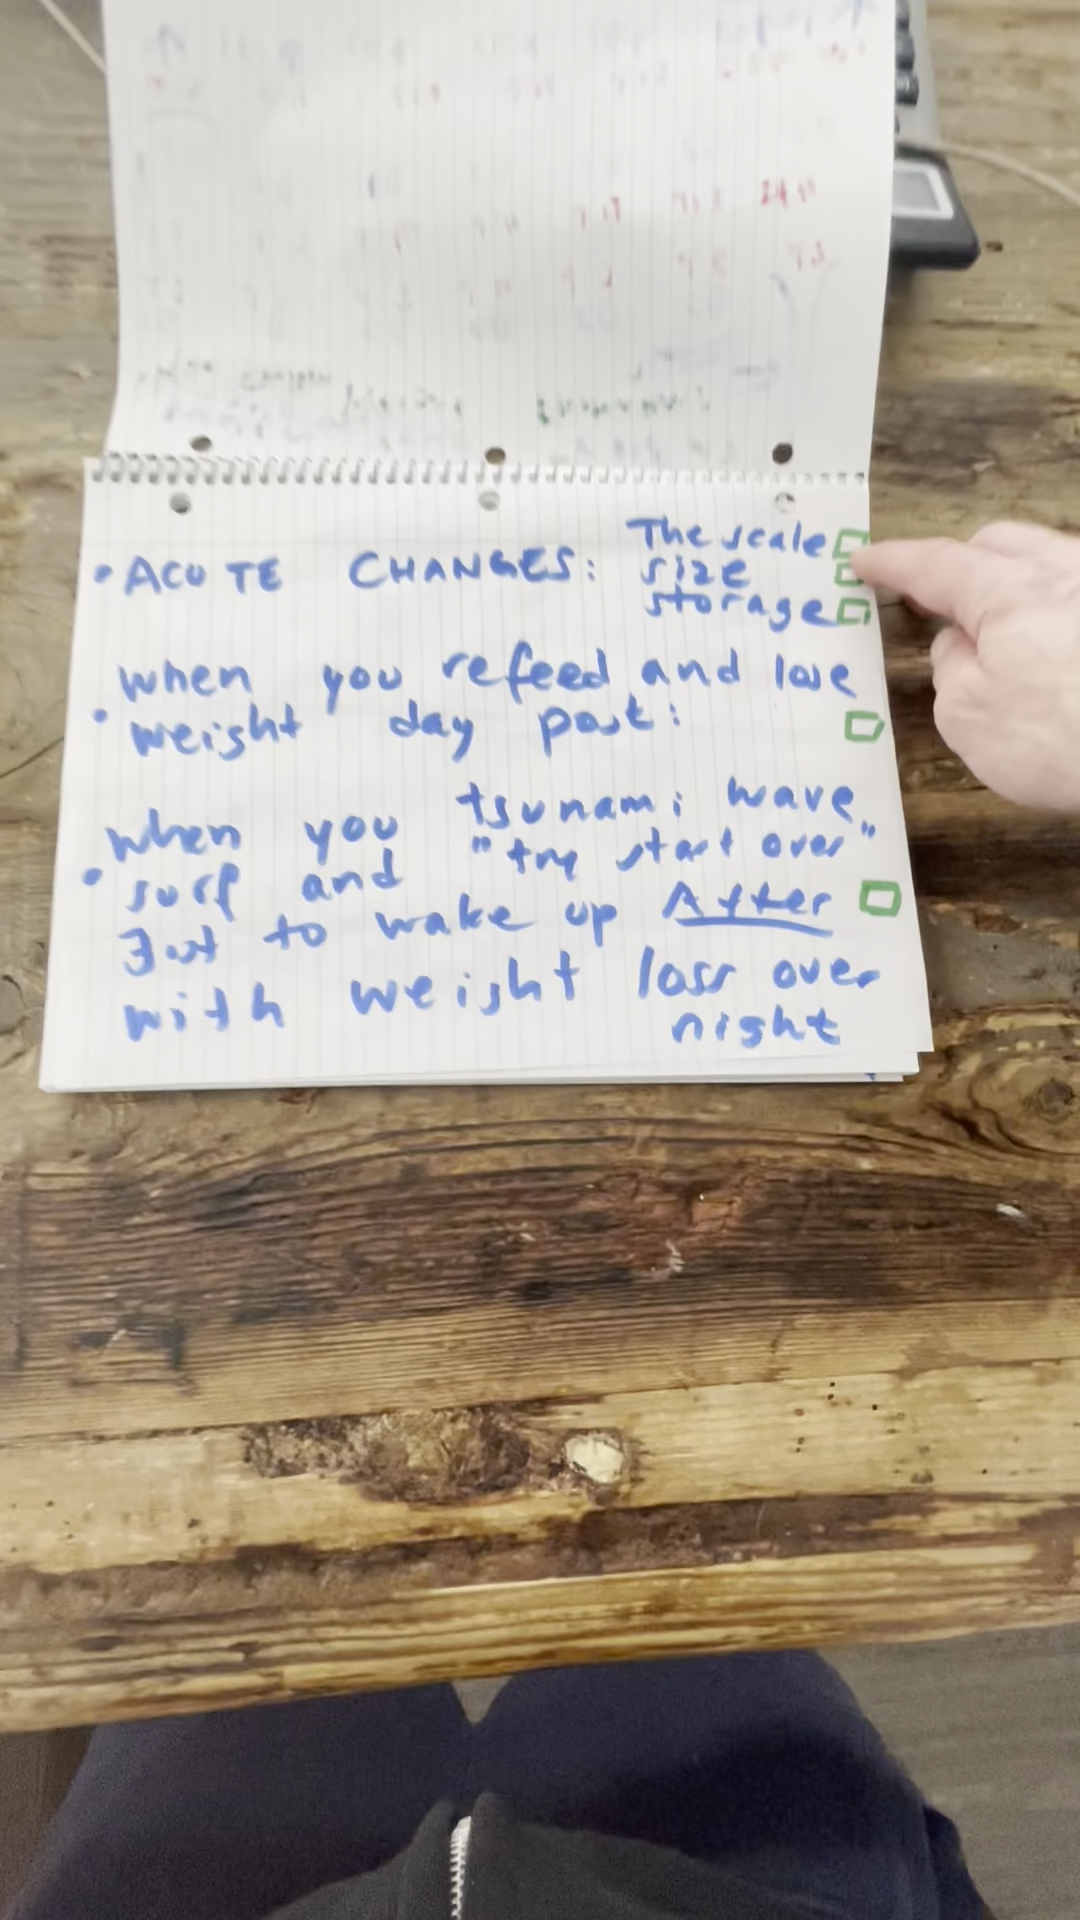 The scale
• ACUTE CHANGES: size
storage
when you refeed and lose
• weight day post:
when you tsunami wave
• surf and "try start over"
Just to wake up After
with weight loss over
night